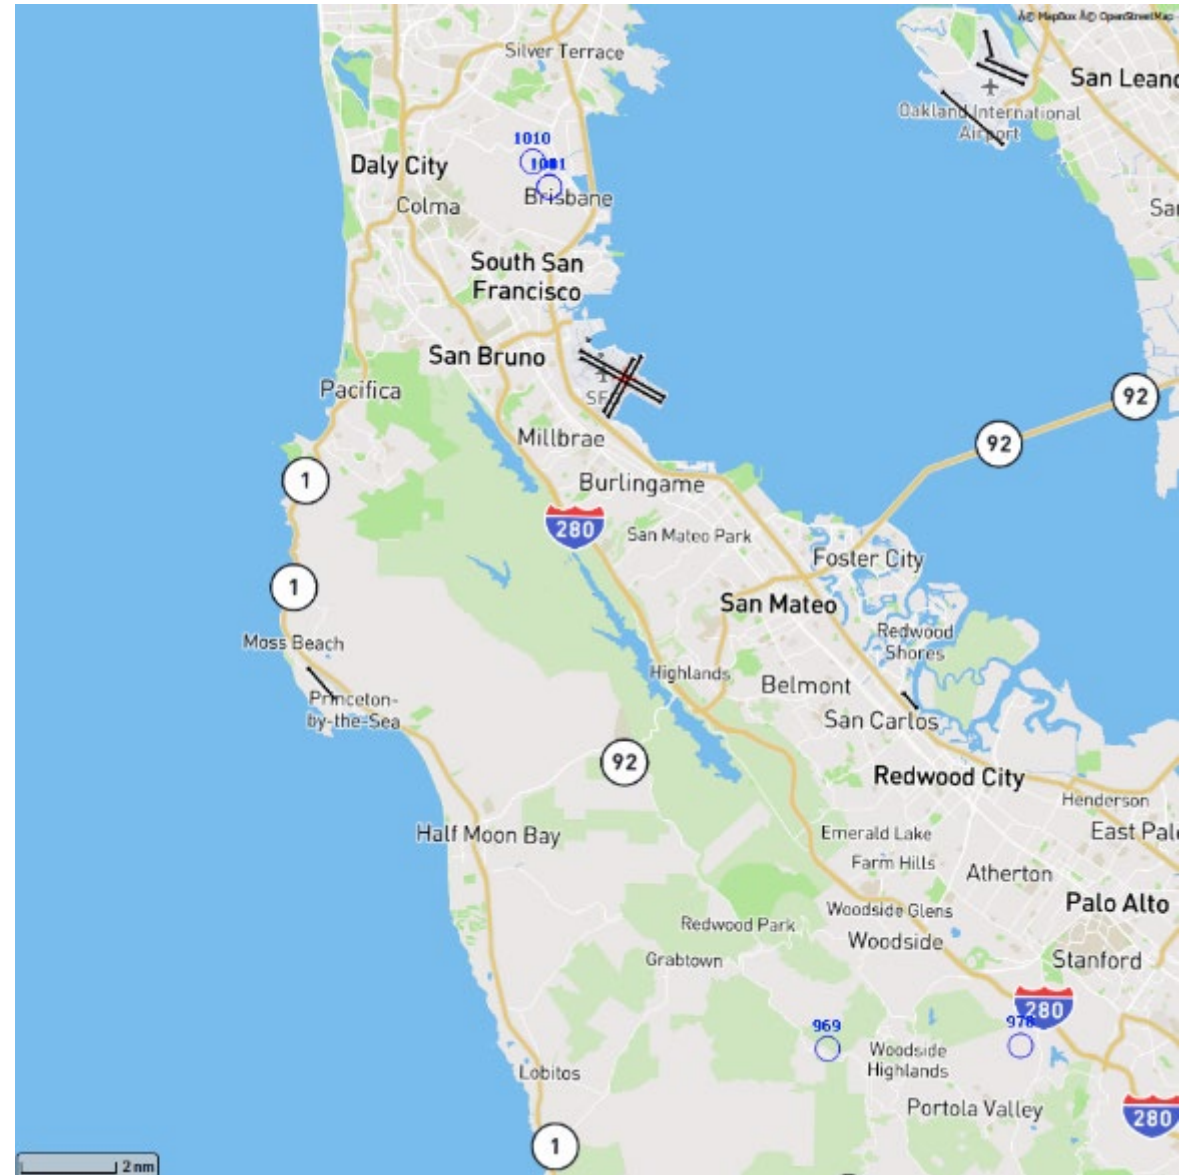 Â© MapBox Â© OpenStreetMap
Silver Terrace
San Leand
Oakland International
Airport
1010
Daly City
Brisbane
Colma
Sa
South San
Francisco
San Bruno
SF
Pacifica
92
92
Millbrae
1
Burlingame
280
San Mateo Park
Foster City
1
San Mateo
Redwood
Shores
Moss Beach
Highlands
Belmont
Princeton-
by-the-Sea
San Carlos
92
Redwood City
Henderson
Half Moon Bay
Emerald Lake
East Pal
Farm Hills
Atherton
Palo Alto
Woodside Glens
Redwood Park
Woodside
Grabtown
Stanford
280
969
978
Woodside
Highlands
Lobitos
Portola Valley
280
1
2 nm